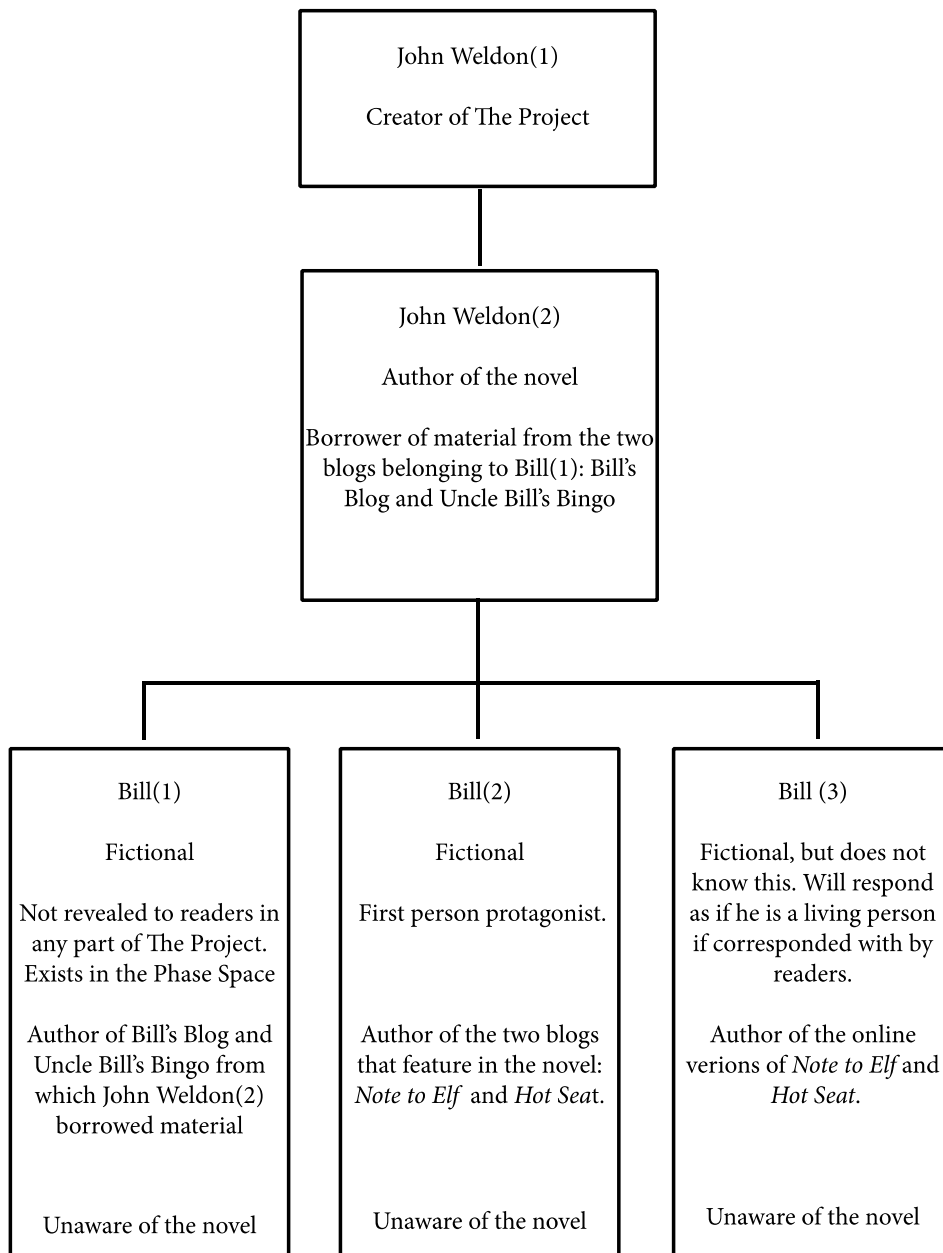 John Weldon(1)
Creator of The Project
John Weldon(2)
Author of the novel
Borrower of material from the two
blogs belonging to Bill(1): Bill’s
Blog and Uncle Bill’s Bingo
Bill(1)
Fictional
Not revealed to readers in
any part of The Project.
Exists in the Phase Space
Author of Bill’s Blog and
Uncle Bill’s Bingo from
which John Weldon(2)
borrowed material
Unaware of the novel
Bill(2)
Fictional
First person protagonist.
Author of the two blogs
that feature in the novel:
Note to Elf and Hot Seat.
Unaware of the novel
Bill (3)
Fictional, but does not
know this. Will respond
as if he is a living person
if corresponded with by
readers.
Author of the online
verions of Note to Elf and
Hot Seat.
Unaware of the novel